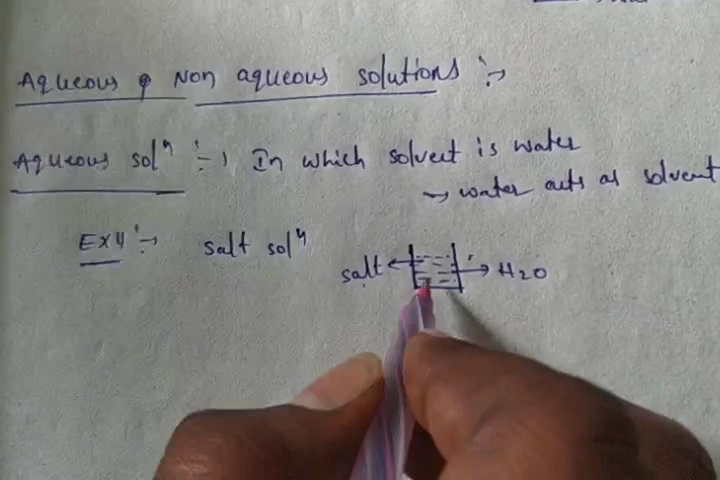 Aqueous & Non aqueous solutions :-
Aqueous solⁿ :- In which solvent is water
→ water acts as solvent
Ex :- salt solⁿ
salt ← → H2O